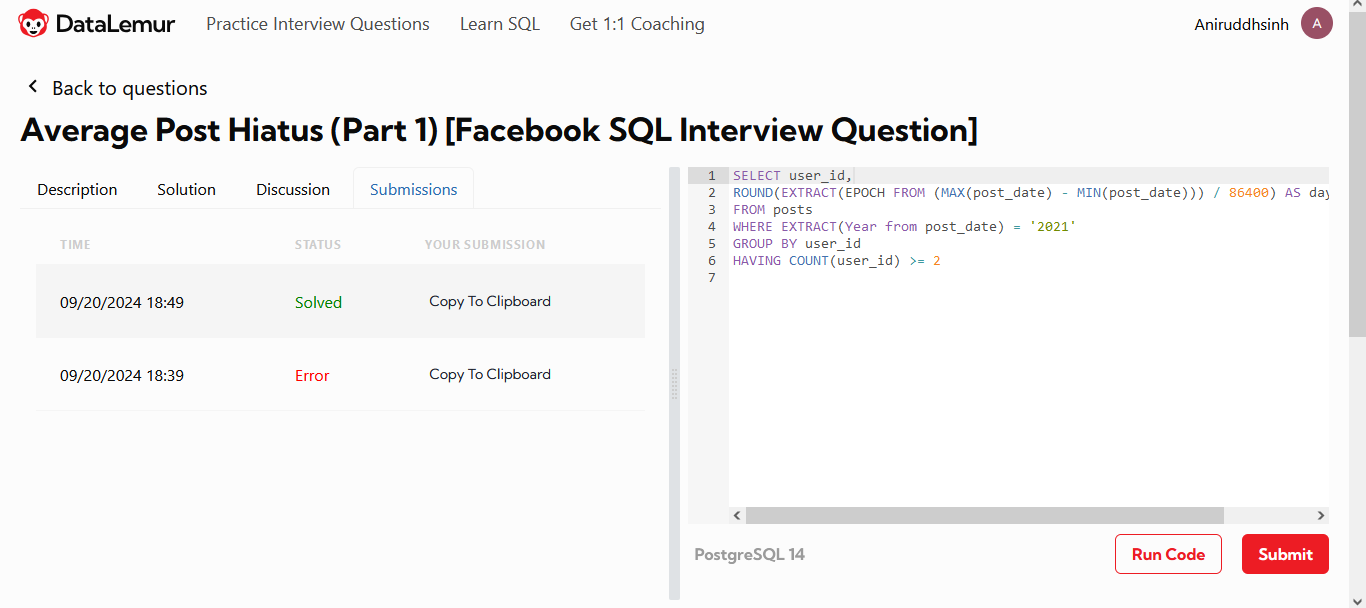 DataLemur Practice Interview Questions Learn SQL Get 1:1 Coaching Aniruddhsinh A
Back to questions
Average Post Hiatus (Part 1) [Facebook SQL Interview Question]
Description Solution Discussion Submissions
TIME STATUS YOUR SUBMISSION
09/20/2024 18:49 Solved Copy To Clipboard
09/20/2024 18:39 Error Copy To Clipboard
1 SELECT user_id,
2 ROUND(EXTRACT(EPOCH FROM (MAX(post_date) - MIN(post_date))) / 86400) AS day
3 FROM posts
4 WHERE EXTRACT(Year from post_date) = '2021'
5 GROUP BY user_id
6 HAVING COUNT(user_id) >= 2
7
PostgreSQL 14 Run Code Submit